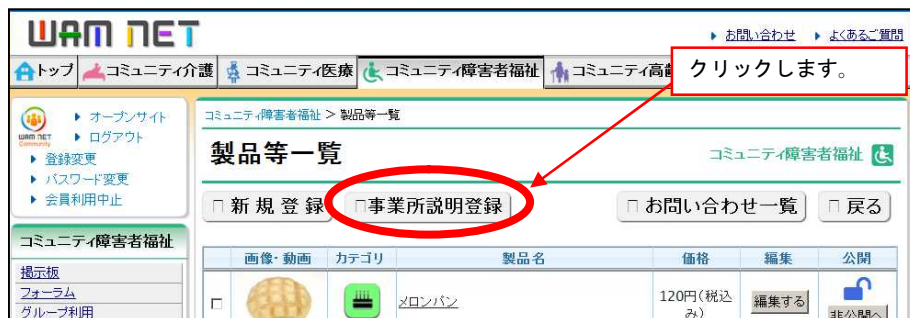 WAM NET
お問い合わせ よくあるご質問
トップ コミュニティ介護 コミュニティ医療 コミュニティ障害者福祉 コミュニティ高齢
クリックします。
WAM NET Community
オープンサイト
ログアウト
登録変更
パスワード変更
会員利用中止
コミュニティ障害者福祉 > 製品等一覧
製品等一覧 コミュニティ障害者福祉
新規登録 事業所説明登録 お問い合わせ一覧 戻る
コミュニティ障害者福祉
掲示板
フォーラム
グループ利用
画像・動画 カテゴリ 製品名 価格 編集 公開
メロンパン 120円(税込み) 編集する 非公開へ